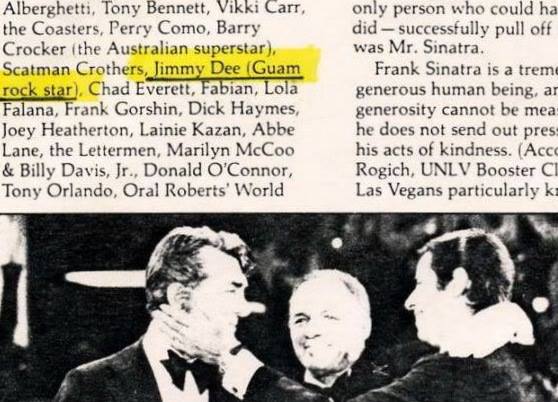 Alberghetti, Tony Bennett, Vikki Carr,
the Coasters, Perry Como, Barry
Crocker (the Australian superstar),
Scatman Crothers, Jimmy Dee (Guam
rock star), Chad Everett, Fabian, Lola
Falana, Frank Gorshin, Dick Haymes,
Joey Heatherton, Lainie Kazan, Abbe
Lane, the Lettermen, Marilyn McCoo
& Billy Davis, Jr., Donald O'Connor,
Tony Orlando, Oral Roberts' World
only person who could ha
did — successfully pull off
was Mr. Sinatra.
Frank Sinatra is a treme
generous human being, an
generosity cannot be mea
he does not send out pres
his acts of kindness. (Acco
Rogich, UNLV Booster Cl
Las Vegans particularly kn